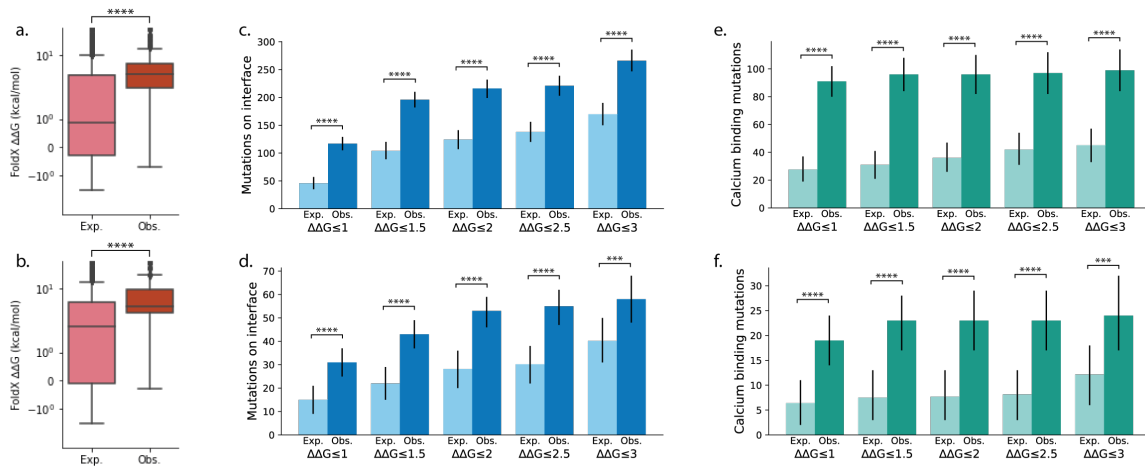 a.
****
FoldX ΔΔG (kcal/mol)
10¹
10⁰
0
−10⁰
Exp. Obs.
b.
****
FoldX ΔΔG (kcal/mol)
10¹
10⁰
0
−10⁰
Exp. Obs.
c.
Mutations on interface
300
250
200
150
100
50
0
**** **** **** **** ****
Exp. Obs. Exp. Obs. Exp. Obs. Exp. Obs. Exp. Obs.
ΔΔG≤1 ΔΔG≤1.5 ΔΔG≤2 ΔΔG≤2.5 ΔΔG≤3
d.
Mutations on interface
70
60
50
40
30
20
10
0
**** **** **** **** ***
Exp. Obs. Exp. Obs. Exp. Obs. Exp. Obs. Exp. Obs.
ΔΔG≤1 ΔΔG≤1.5 ΔΔG≤2 ΔΔG≤2.5 ΔΔG≤3
e.
Calcium binding mutations
100
80
60
40
20
0
**** **** **** **** ****
Exp. Obs. Exp. Obs. Exp. Obs. Exp. Obs. Exp. Obs.
ΔΔG≤1 ΔΔG≤1.5 ΔΔG≤2 ΔΔG≤2.5 ΔΔG≤3
f.
Calcium binding mutations
30
25
20
15
10
5
0
**** **** **** **** ***
Exp. Obs. Exp. Obs. Exp. Obs. Exp. Obs. Exp. Obs.
ΔΔG≤1 ΔΔG≤1.5 ΔΔG≤2 ΔΔG≤2.5 ΔΔG≤3